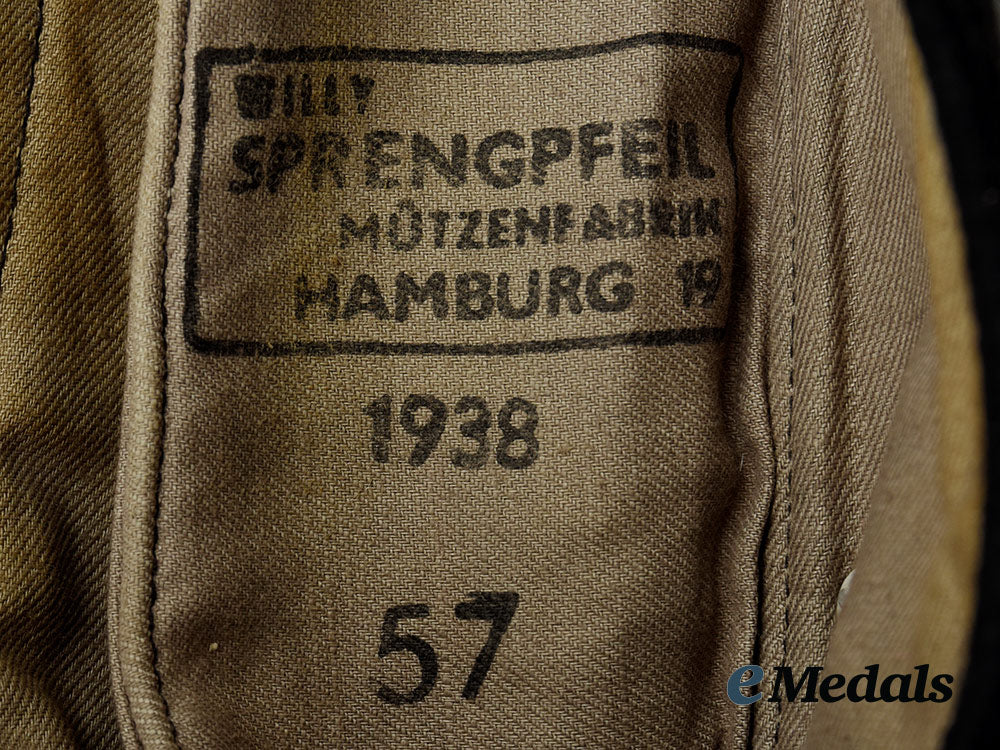 WILLY
SPRENGPFEIL
MÜTZENFABRIK
HAMBURG 19
1938
57
eMedals